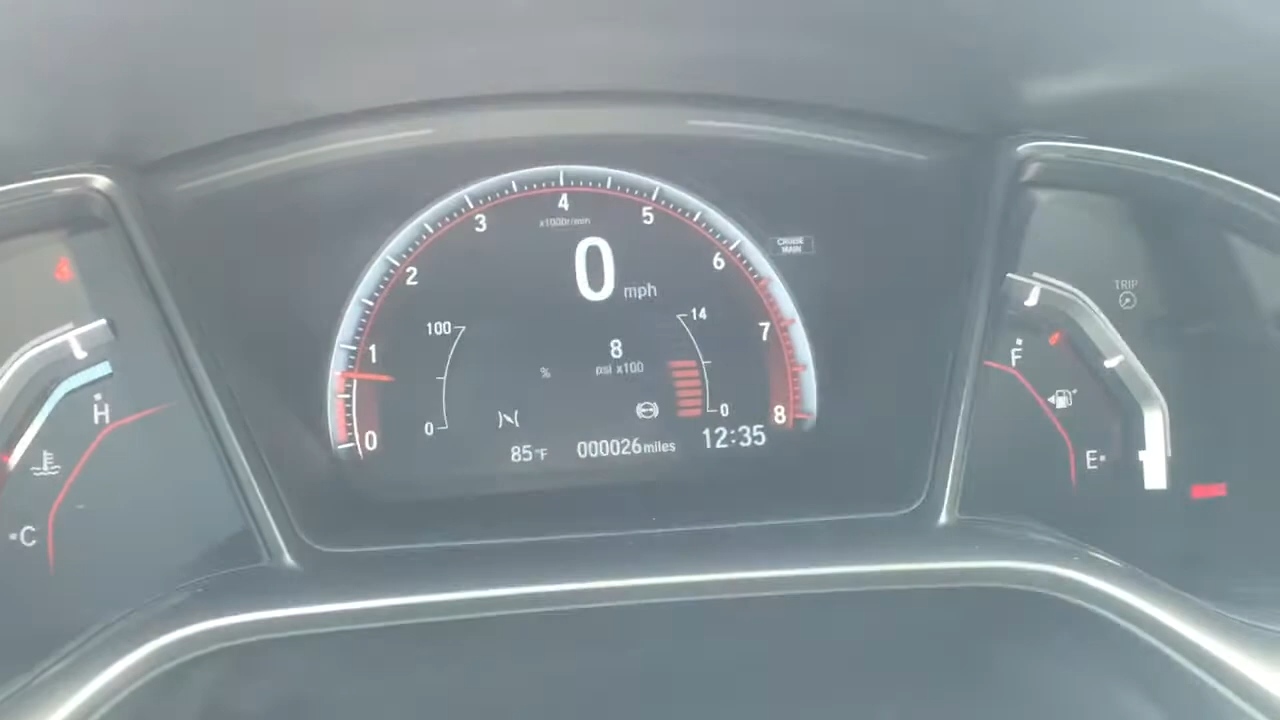 4
3
5
x1000r/min
2
6
0 mph
CRUISE
MAIN
TRIP
100
14
1
7
8
psi x100
%
F
H
0
0
0
8
85°F
000026 miles
12:35
E
C